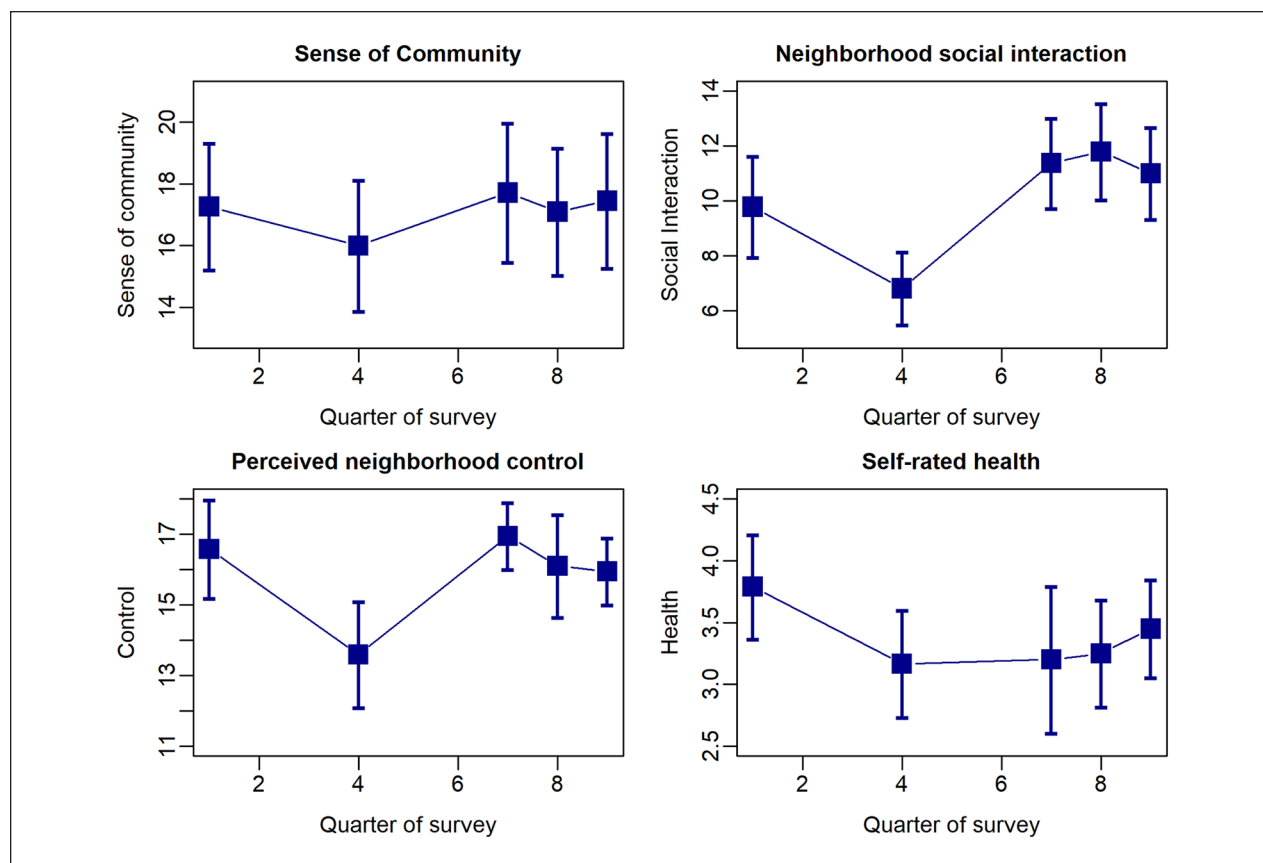 Sense of Community
Sense of community
14 16 18 20
2 4 6 8
Quarter of survey
Neighborhood social interaction
Social Interaction
6 8 10 12 14
2 4 6 8
Quarter of survey
Perceived neighborhood control
Control
11 13 15 17
2 4 6 8
Quarter of survey
Self-rated health
Health
2.5 3.0 3.5 4.0 4.5
2 4 6 8
Quarter of survey